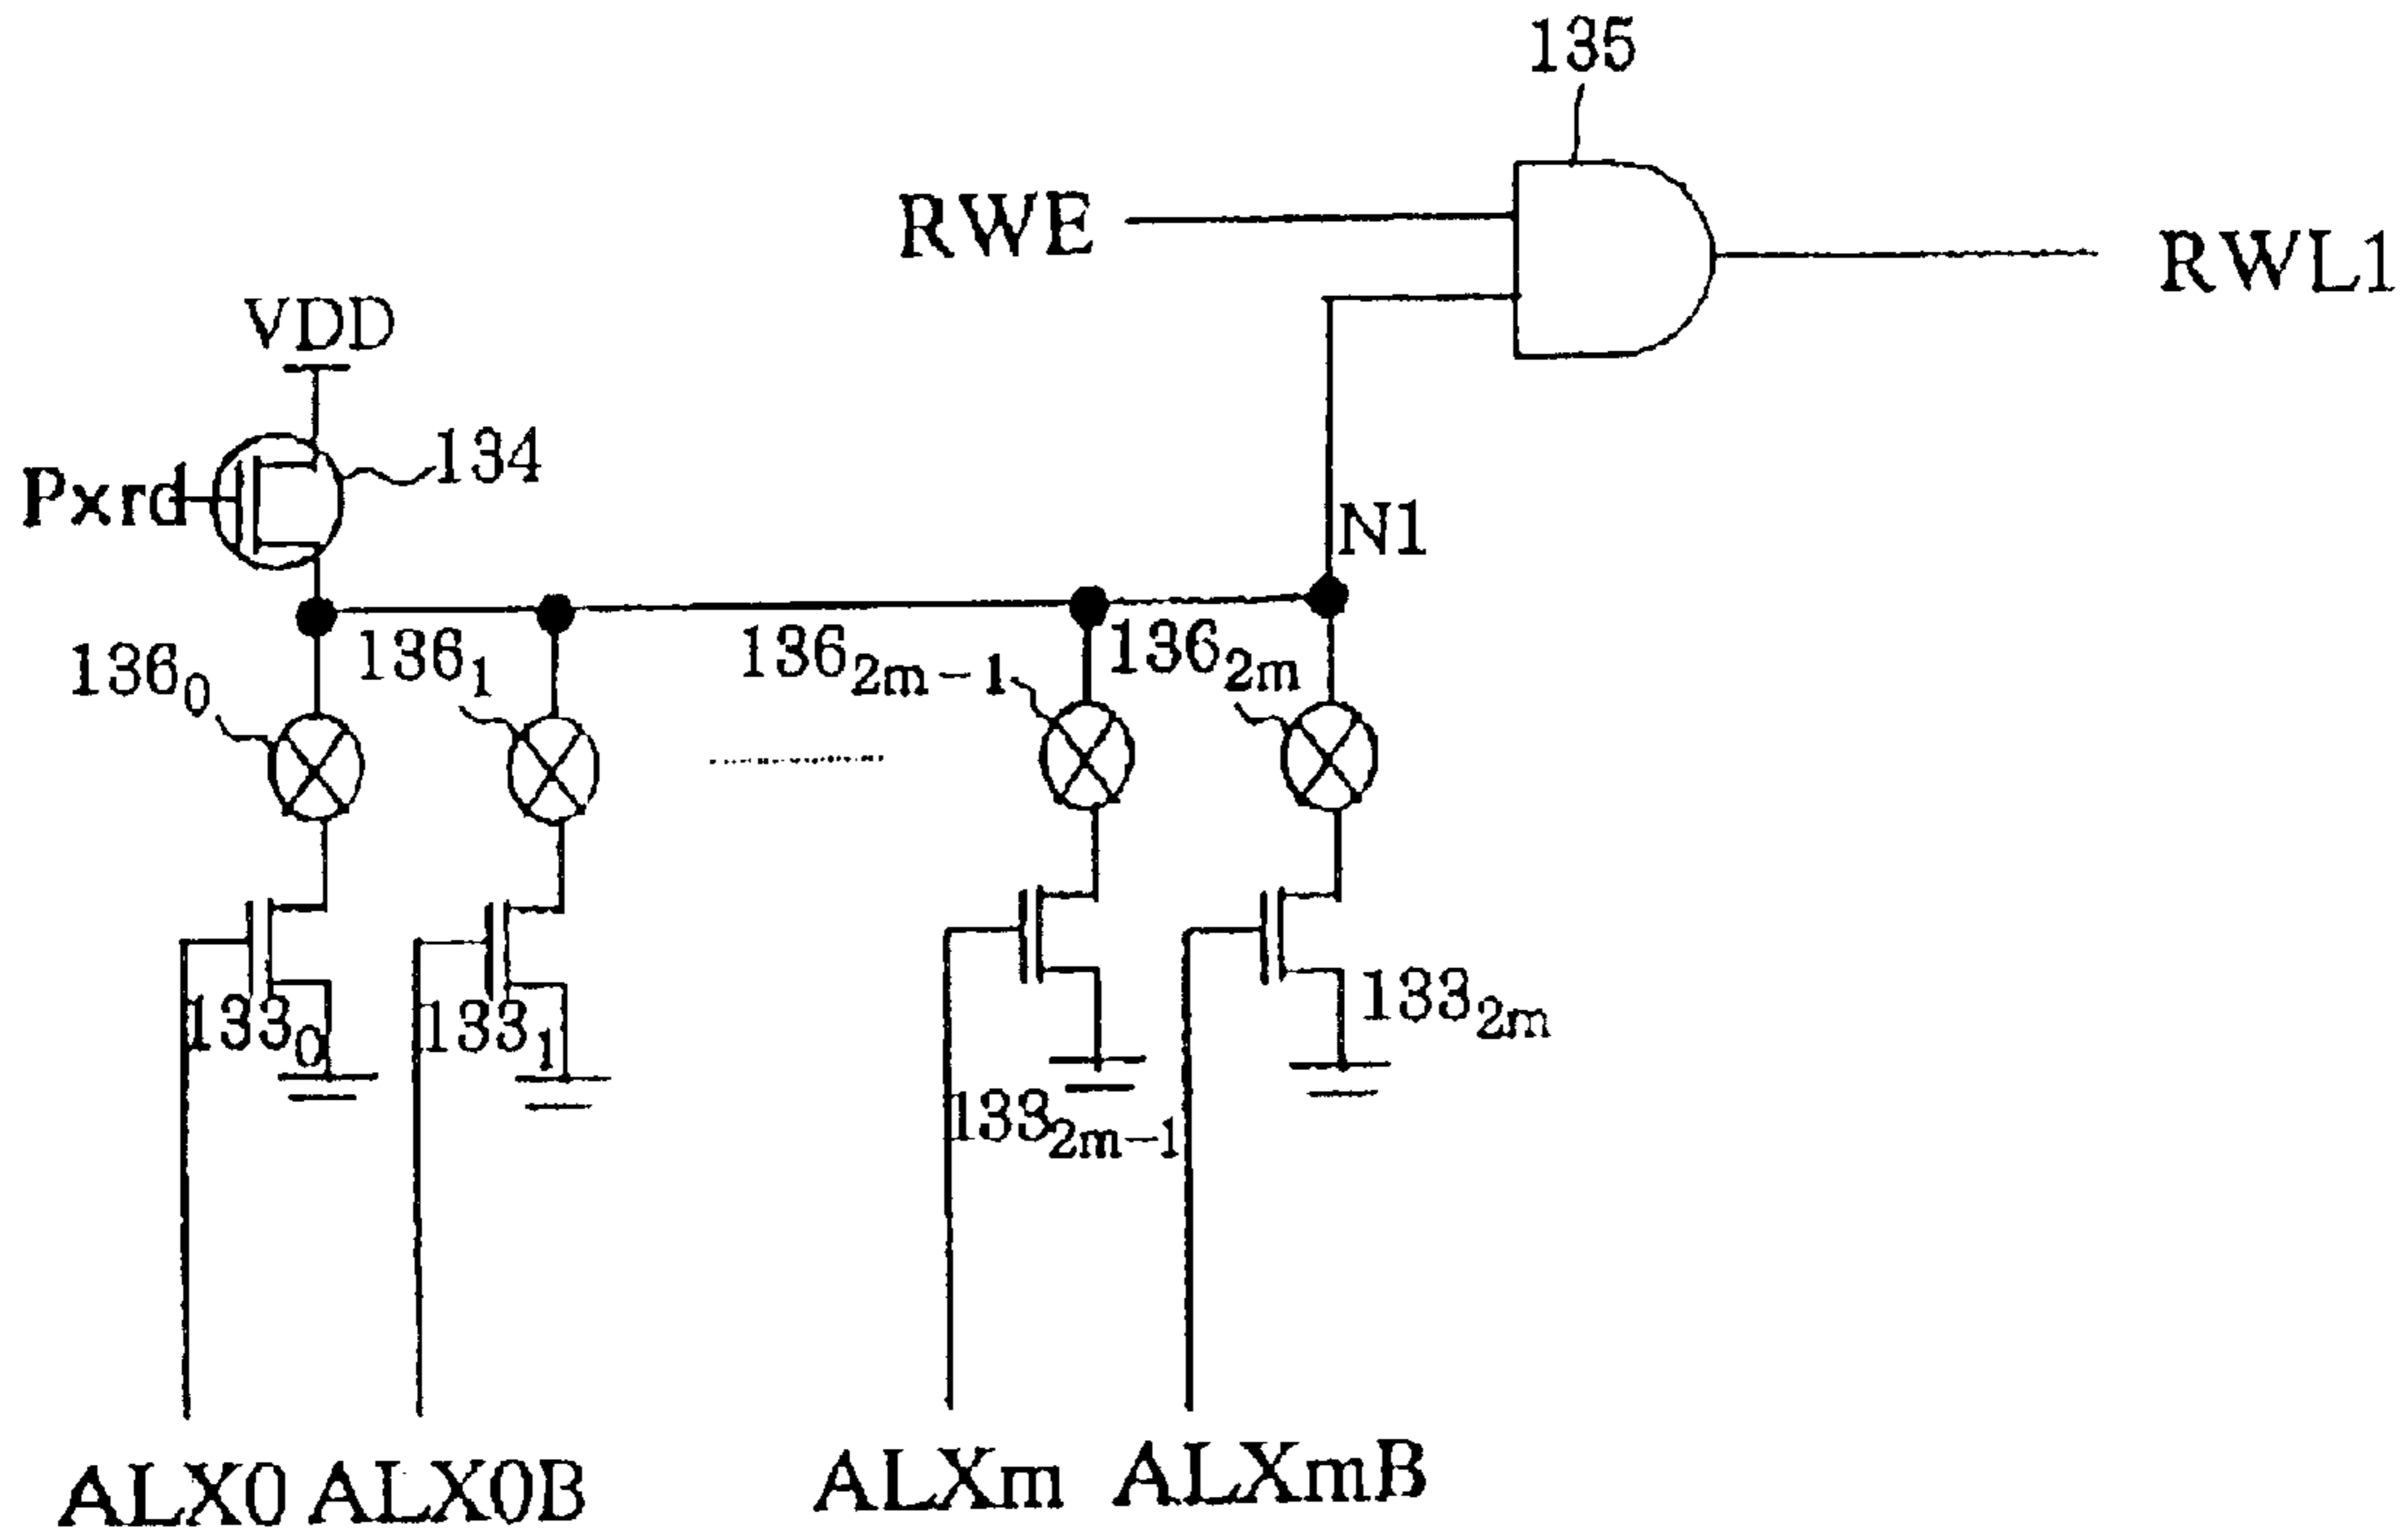 135
RWE
RWL1
VDD
134
Pxrd
N1
136₀
136₁
136₂ₘ₋₁
136₂ₘ
133₀
133₁
133₂ₘ₋₁
133₂ₘ
ALX0
ALX0B
ALXm
ALXmB